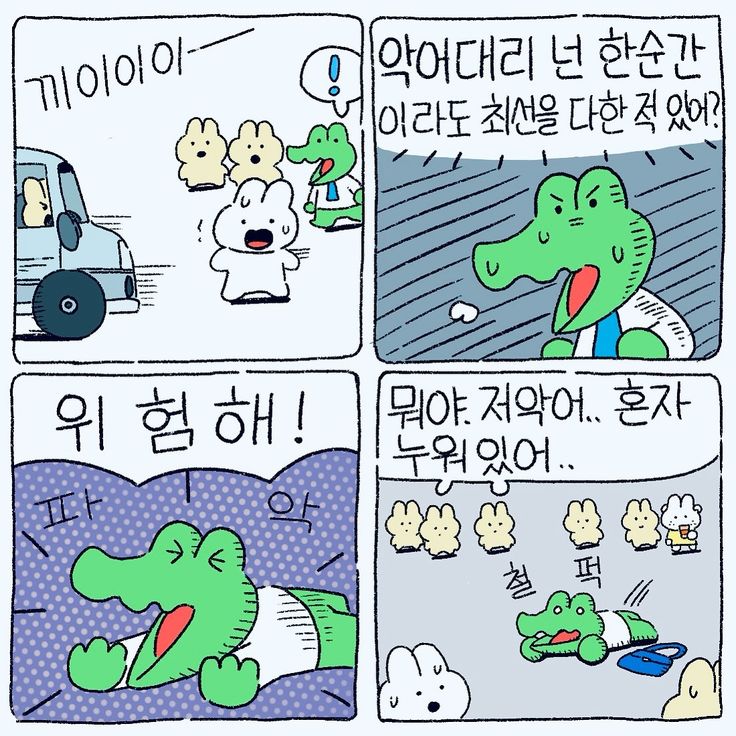 끼이이이
!
악어대리 넌 한순간
이라도 최선을 다한 적 있어?
위험해!
파악
뭐야. 저악어.. 혼자
누워있어..
철퍽